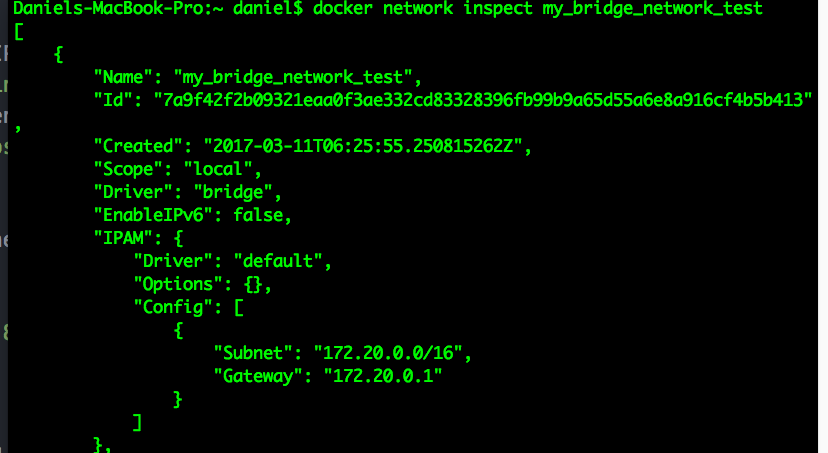 Daniels-MacBook-Pro:~ daniel$ docker network inspect my_bridge_network_test
[
    {
        "Name": "my_bridge_network_test",
        "Id": "7a9f42f2b09321eaa0f3ae332cd83328396fb99b9a65d55a6e8a916cf4b5b413"
,
        "Created": "2017-03-11T06:25:55.250815262Z",
        "Scope": "local",
        "Driver": "bridge",
        "EnableIPv6": false,
        "IPAM": {
            "Driver": "default",
            "Options": {},
            "Config": [
                {
                    "Subnet": "172.20.0.0/16",
                    "Gateway": "172.20.0.1"
                }
            ]
        },